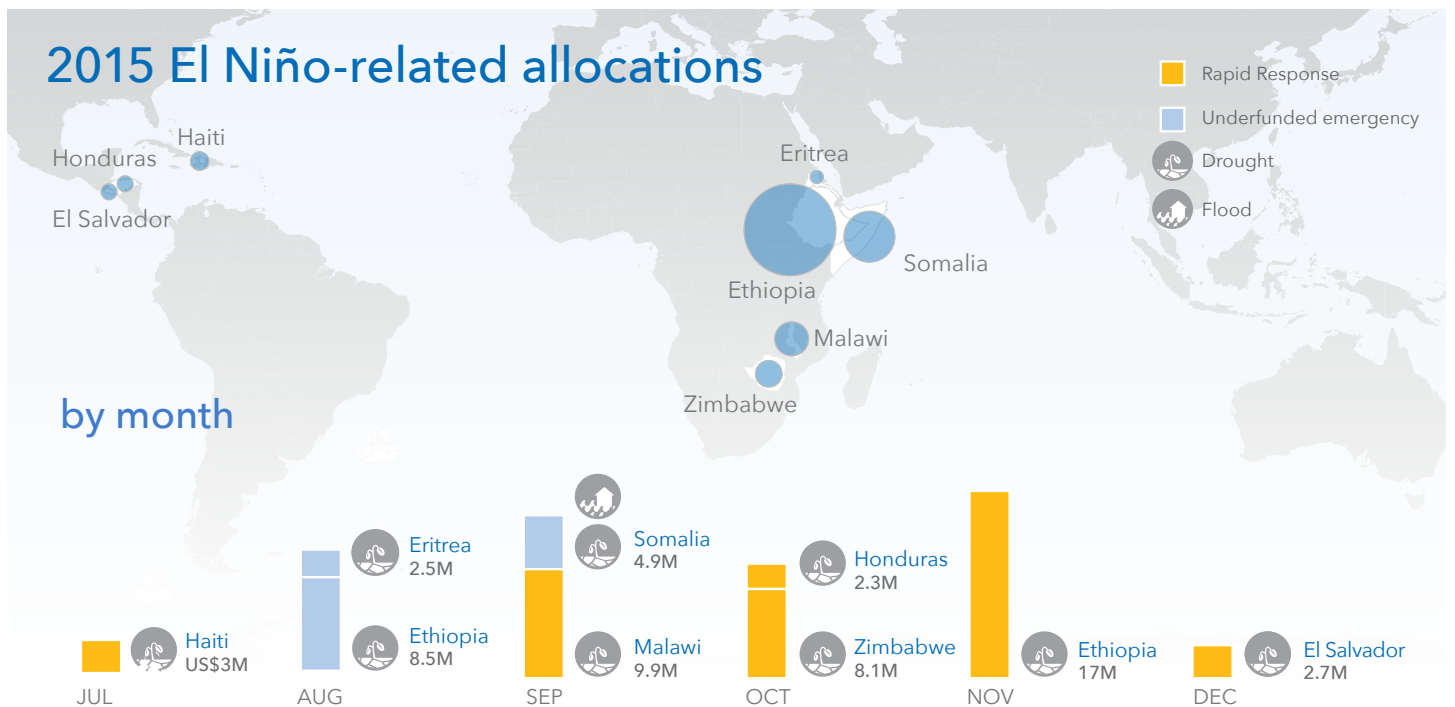 2015 El Niño-related allocations
Rapid Response
Underfunded emergency
Drought
Flood
Haiti
Honduras
El Salvador
Eritrea
Somalia
Ethiopia
Malawi
Zimbabwe
by month
Haiti
US$3M
JUL
Eritrea
2.5M
Ethiopia
8.5M
AUG
Somalia
4.9M
Malawi
9.9M
SEP
Honduras
2.3M
Zimbabwe
8.1M
OCT
Ethiopia
17M
NOV
El Salvador
2.7M
DEC